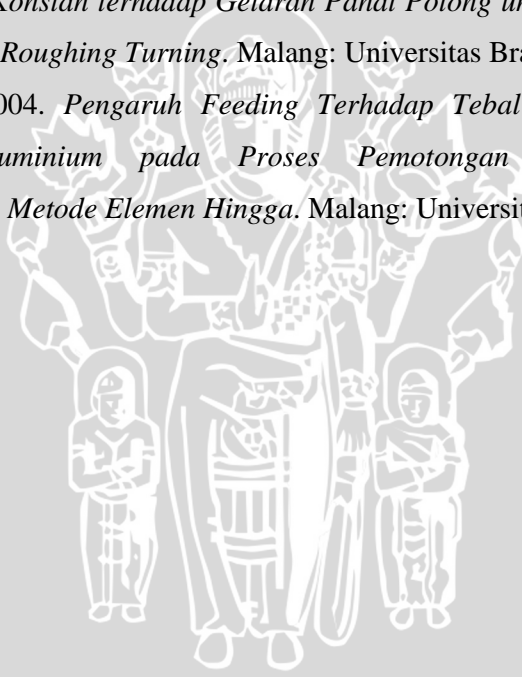 Konstan terhadap Getaran Pahat Potong un
Roughing Turning. Malang: Universitas Bra
004. Pengaruh Feeding Terhadap Tebal
uminium pada Proses Pemotongan
Metode Elemen Hingga. Malang: Universit